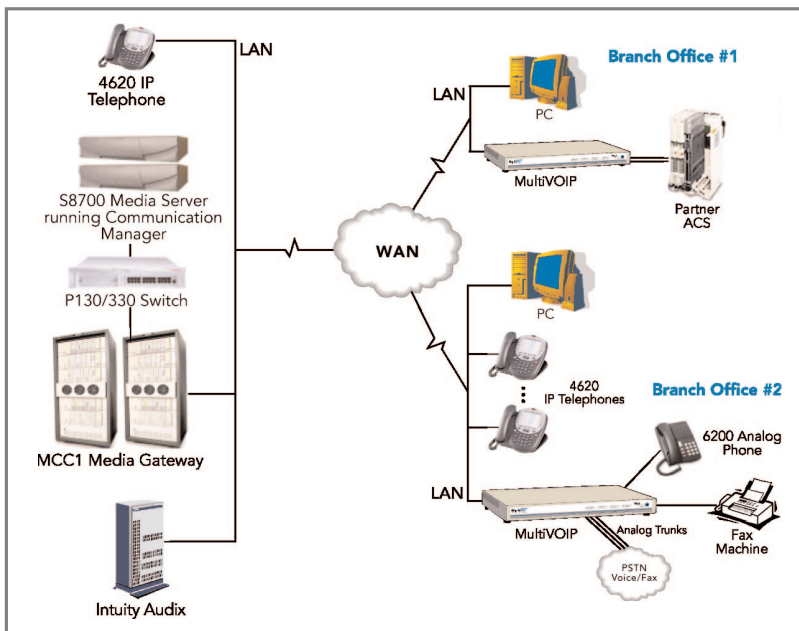 LAN
4620 IP
Telephone
S8700 Media Server
running Communication
Manager
P130/330 Switch
MCC1 Media Gateway
Intuity Audix
WAN
Branch Office #1
LAN
PC
MultiVOIP
Partner
ACS
PC
4620
IP Telephones
Branch Office #2
6200 Analog
Phone
LAN
MultiVOIP
Analog Trunks
Fax
Machine
PSTN
Voice/Fax